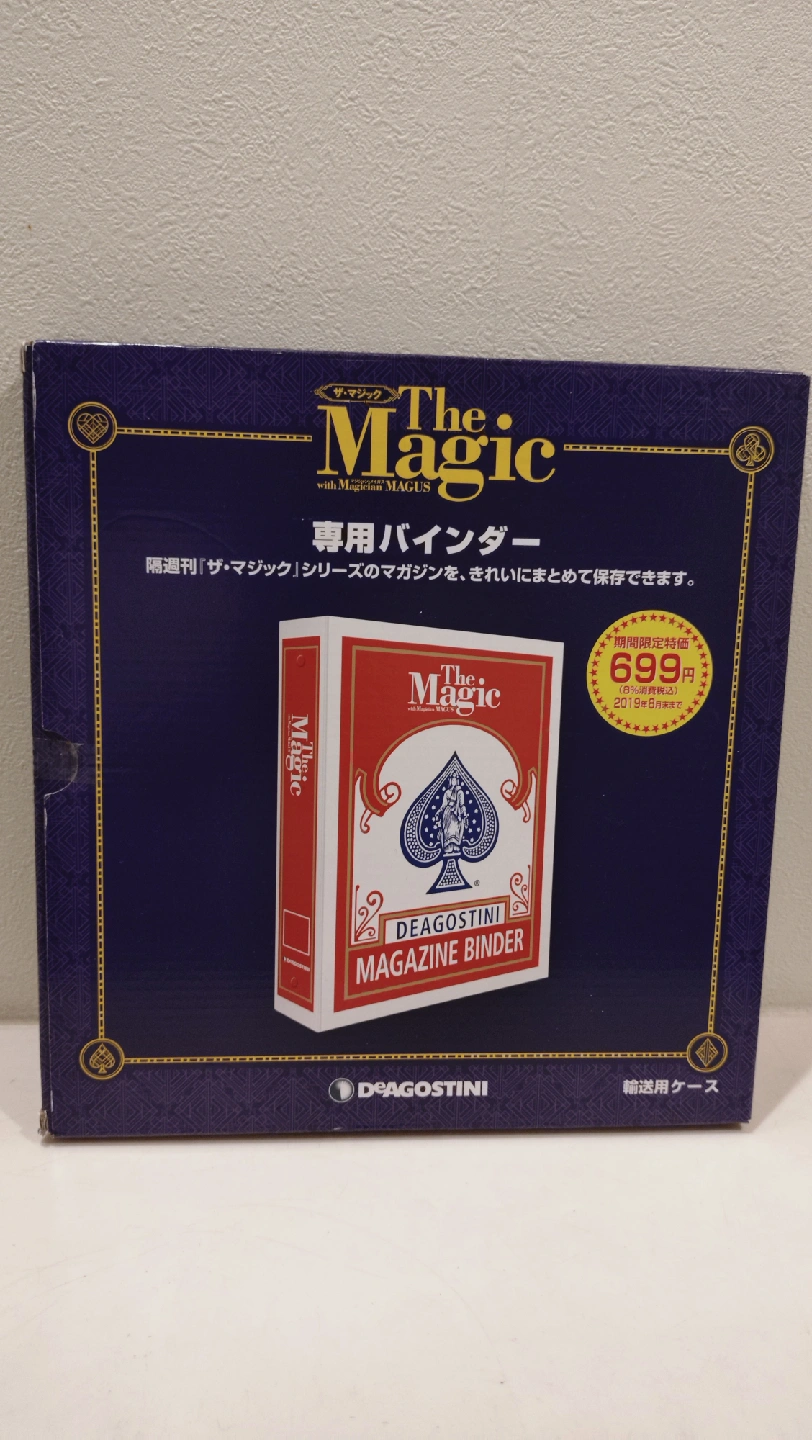 ザ・マジック
The
Magic
with Magician MAGUS
専用バインダー
隔週刊『ザ・マジック』シリーズのマガジンを、きれいにまとめて保存できます。
期間限定特価
699円
(8%消費税込)
2019年6月末まで
The
Magic
with Magician MAGUS
The
Magic
®
DEAGOSTINI
MAGAZINE BINDER
DeAGOSTINI
輸送用ケース